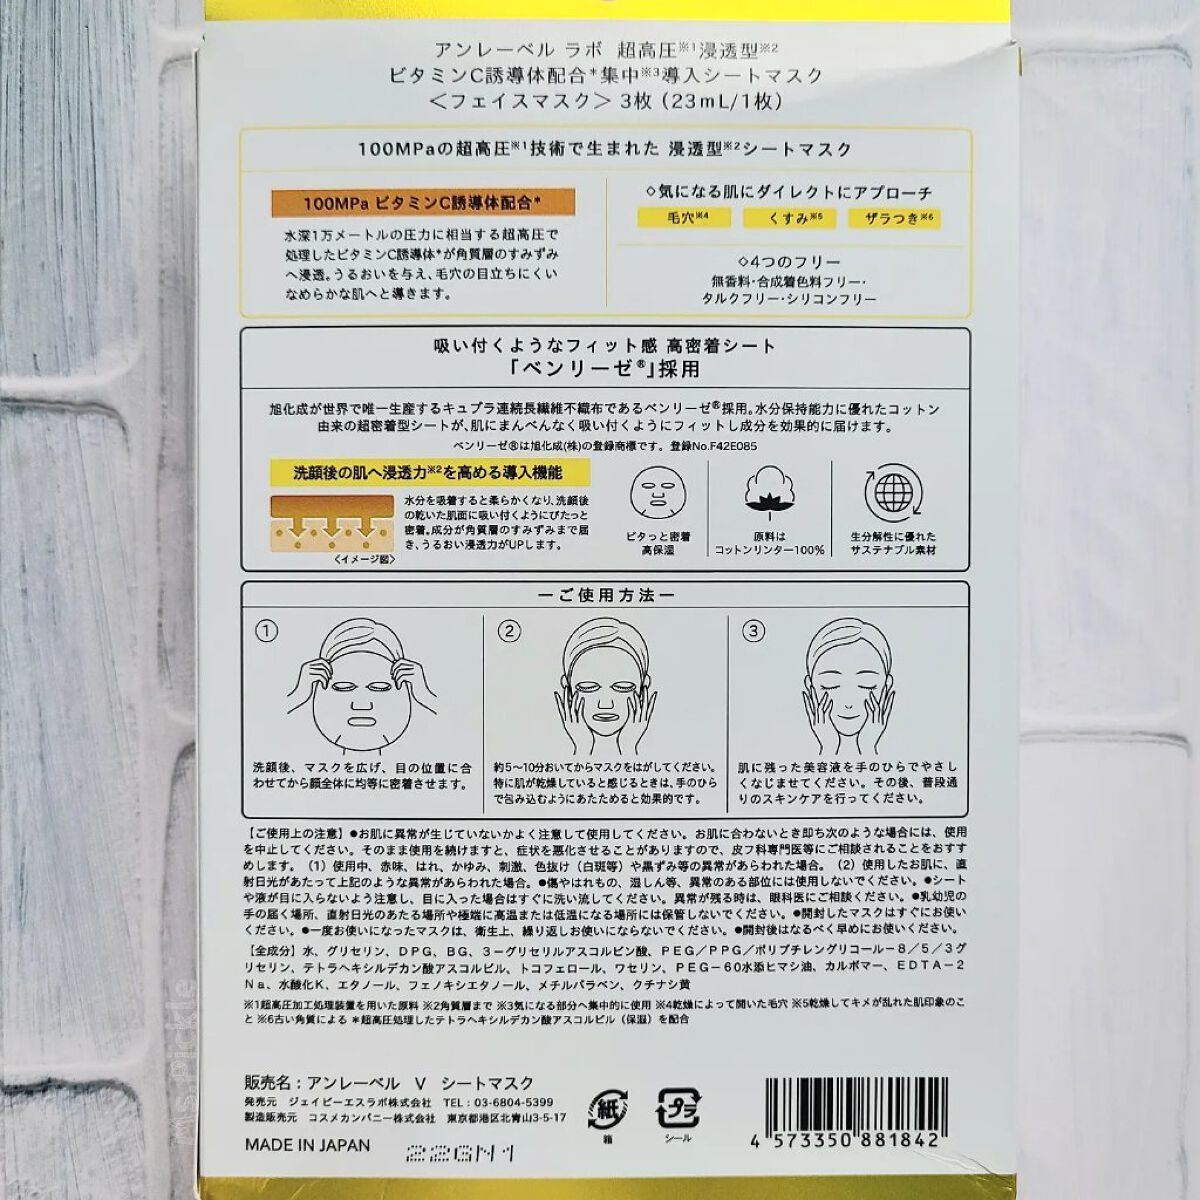 アンレーベル ラボ 超高圧※1浸透型※2
ビタミンC誘導体配合*集中※3導入シートマスク
＜フェイスマスク＞ 3枚（23mL/1枚）
100MPaの超高圧※1技術で生まれた 浸透型※2シートマスク
100MPa ビタミンC誘導体配合*
水深1万メートルの圧力に相当する超高圧で
処理したビタミンC誘導体*が角質層のすみずみ
へ浸透。うるおいを与え、毛穴の目立ちにくい
なめらかな肌へと導きます。
◇気になる肌にダイレクトにアプローチ
毛穴※4 くすみ※5 ザラつき※6
◇4つのフリー
無香料・合成着色料フリー・
タルクフリー・シリコンフリー
吸い付くようなフィット感 高密着シート
「ベンリーゼ®」採用
旭化成が世界で唯一生産するキュプラ連続長繊維不織布であるベンリーゼ®採用。水分保持能力に優れたコットン
由来の超密着型シートが、肌にまんべんなく吸い付くようにフィットし成分を効果的に届けます。
ベンリーゼ®は旭化成(株)の登録商標です。登録No.F42E085
洗顔後の肌へ浸透力※2を高める導入機能
水分を吸着すると柔らかくなり、洗顔後
の乾いた肌面に吸い付くようにぴたっと
密着。成分が角質層のすみずみまで届
き、うるおい浸透力がUPします。
＜イメージ図＞
ピタっと密着
高保湿
原料は
コットンリンター100%
生分解性に優れた
サステナブル素材
ーご使用方法ー
①
洗顔後、マスクを広げ、目の位置に合
わせてから顔全体に均等に密着させます。
②
約5～10分おいてからマスクをはがしてください。
特に肌が乾燥していると感じるときは、手のひら
で包み込むようにあたためると効果的です。
③
肌に残った美容液を手のひらでやさし
くなじませてください。その後、普段通
りのスキンケアを行ってください。
【ご使用上の注意】●お肌に異常が生じていないかよく注意して使用してください。お肌に合わないとき即ち次のような場合には、使用
を中止してください。そのまま使用を続けますと、症状を悪化させることがありますので、皮フ科専門医等にご相談されることをおすす
めします。（1）使用中、赤味、はれ、かゆみ、刺激、色抜け（白斑等）や黒ずみ等の異常があらわれた場合。（2）使用したお肌に、直
射日光があたって上記のような異常があらわれた場合。●傷やはれもの、湿しん等、異常のある部位には使用しないでください。●シート
や液が目に入らないよう注意し、目に入った場合はすぐに洗い流してください。異常が残る時は、眼科医にご相談ください。●乳幼児の
手の届く場所、直射日光のあたる場所や極端に高温または低温になる場所には保管しないでください。●開封したマスクはすぐにお使い
ください。●一度お使いになったマスクは、衛生上、繰り返しお使いにならないでください。●開封後はなるべく早めにお使いください。
【全成分】水、グリセリン、DPG、BG、3－グリセリルアスコルビン酸、PEG／PPG／ポリブチレングリコール－8／5／3グ
リセリン、テトラヘキシルデカン酸アスコルビル、トコフェロール、ワセリン、PEG－60水添ヒマシ油、カルボマー、EDTA－2
Na、水酸化K、エタノール、フェノキシエタノール、メチルパラベン、クチナシ黄
※1超高圧加工処理装置を用いた原料 ※2角質層まで ※3気になる部分へ集中的に使用 ※4乾燥によって開いた毛穴 ※5乾燥してキメが乱れた肌印象のこ
と ※6古い角質による *超高圧処理したテトラヘキシルデカン酸アスコルビル（保湿）を配合
販売名：アンレーベル V シートマスク
発売元 ジェイピーエスラボ株式会社 TEL：03-6804-5399
製造販売元 コスメカンパニー株式会社 東京都港区北青山3-5-17
MADE IN JAPAN
22GN1
紙
箱
プラ
シール
4 573350 881842
ms.pickle